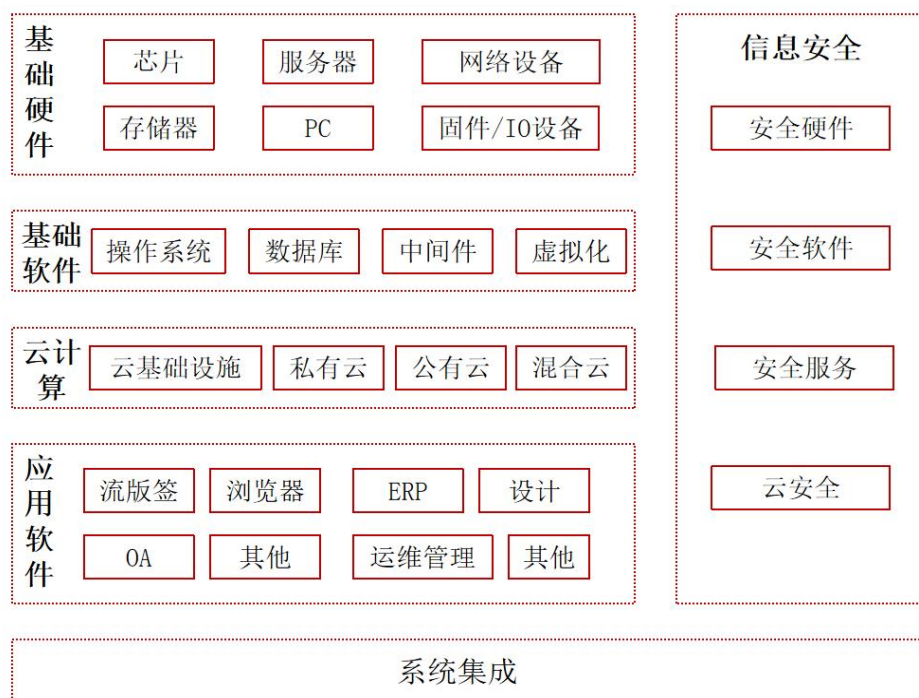 基础硬件
芯片
服务器
网络设备
存储器
PC
固件/IO设备
基础软件
操作系统
数据库
中间件
虚拟化
云计算
云基础设施
私有云
公有云
混合云
应用软件
流版签
浏览器
ERP
设计
OA
其他
运维管理
其他
信息安全
安全硬件
安全软件
安全服务
云安全
系统集成